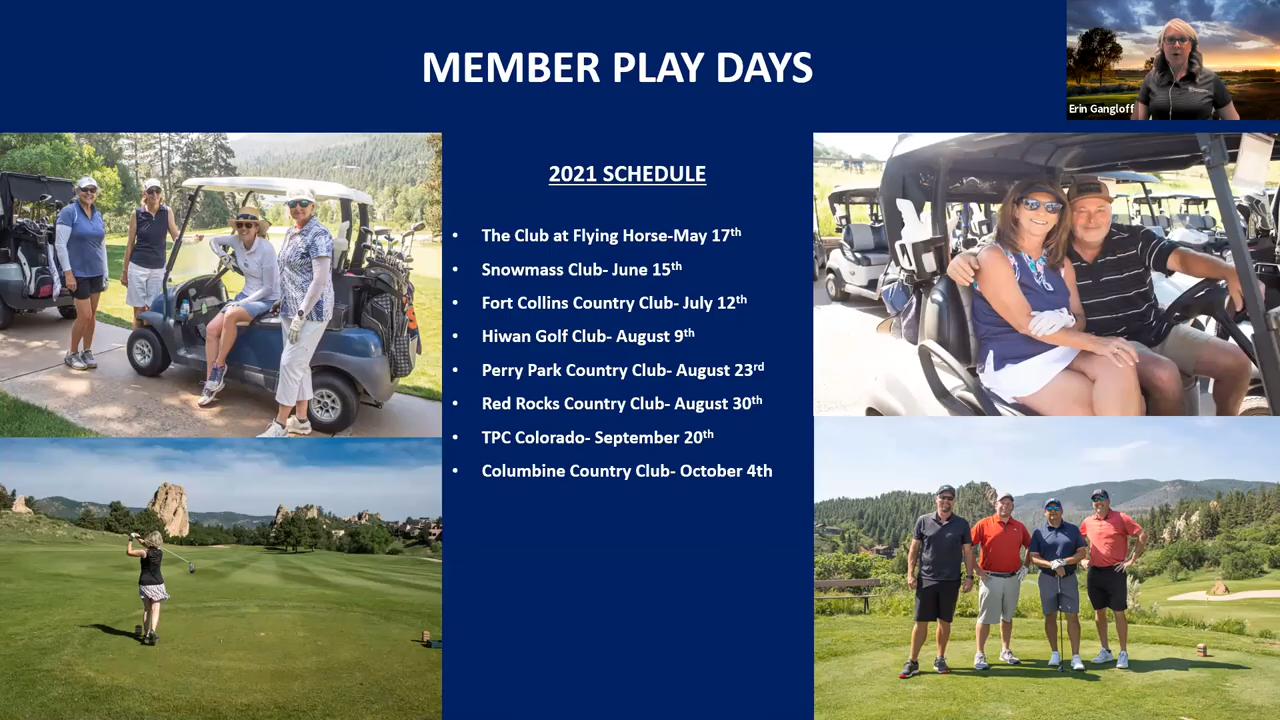 MEMBER PLAY DAYS
Erin Gangloff
2021 SCHEDULE
• The Club at Flying Horse-May 17th
• Snowmass Club- June 15th
• Fort Collins Country Club- July 12th
• Hiwan Golf Club- August 9th
• Perry Park Country Club- August 23rd
• Red Rocks Country Club- August 30th
• TPC Colorado- September 20th
• Columbine Country Club- October 4th